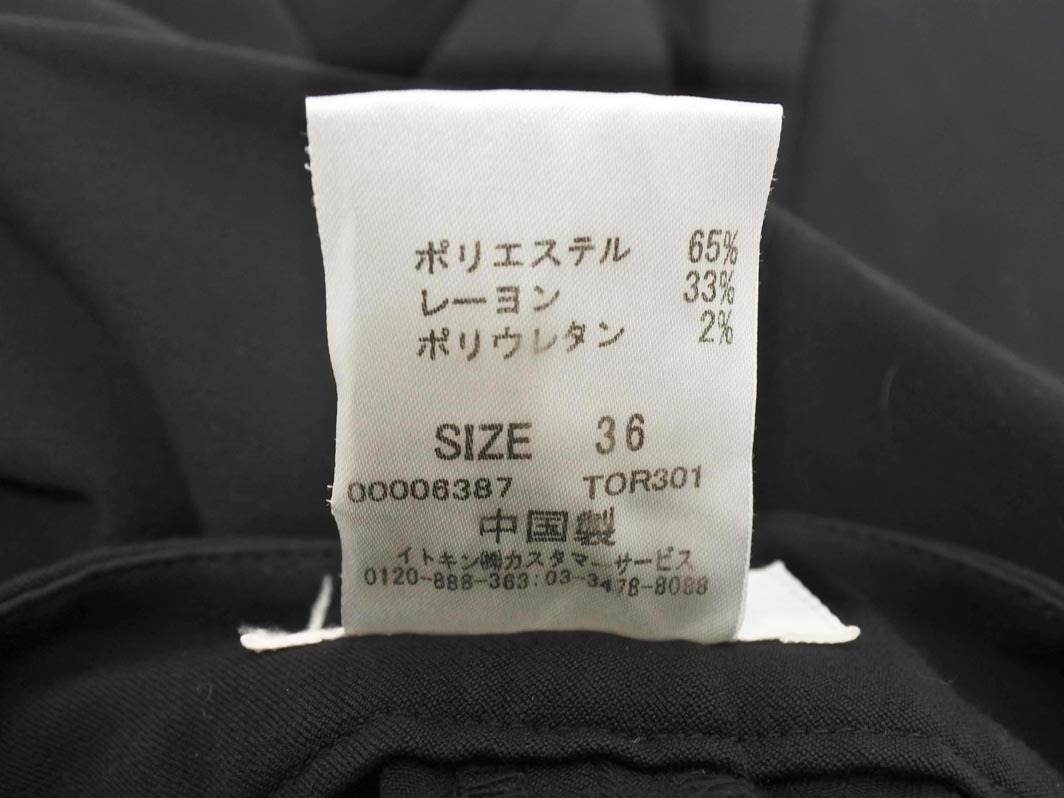 ポリエステル 65%
レーヨン 33%
ポリウレタン 2%
SIZE 36
00006387 TOR301
中国製
イトキン㈱カスタマーサービス
0120-888-363:03-3478-8088